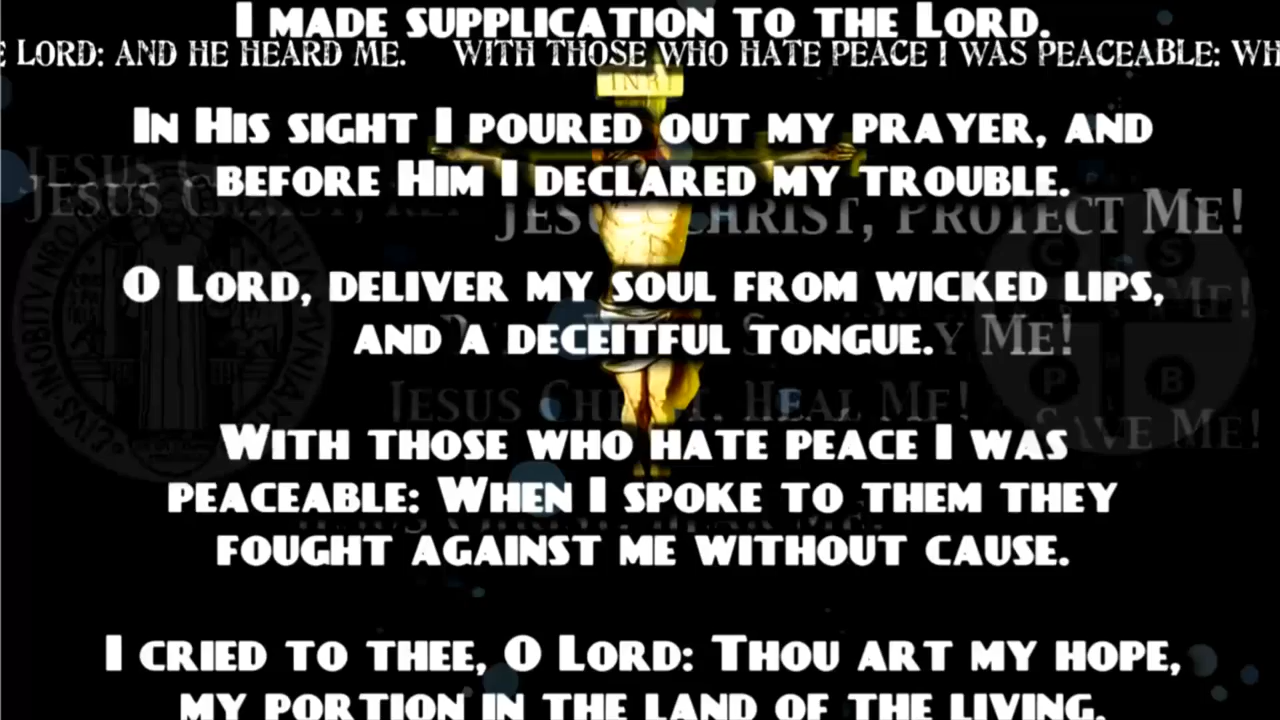 I made supplication to the Lord.
e Lord: and He heard me. With those who hate peace I was peaceable: Wh
INRI
In His sight I poured out my prayer, and
before Him I declared my trouble.
Jesus
Jesus Christ,
Jesus Christ, Protect Me!
O Lord, deliver my soul from wicked lips,
Me!
and a deceitful tongue.
y Me!
Jesus Christ, Heal Me!
Save Me!
With those who hate peace I was
peaceable: When I spoke to them they
fought against me without cause.
I cried to thee, O Lord: Thou art my hope,
my portion in the land of the living.
C S
P B